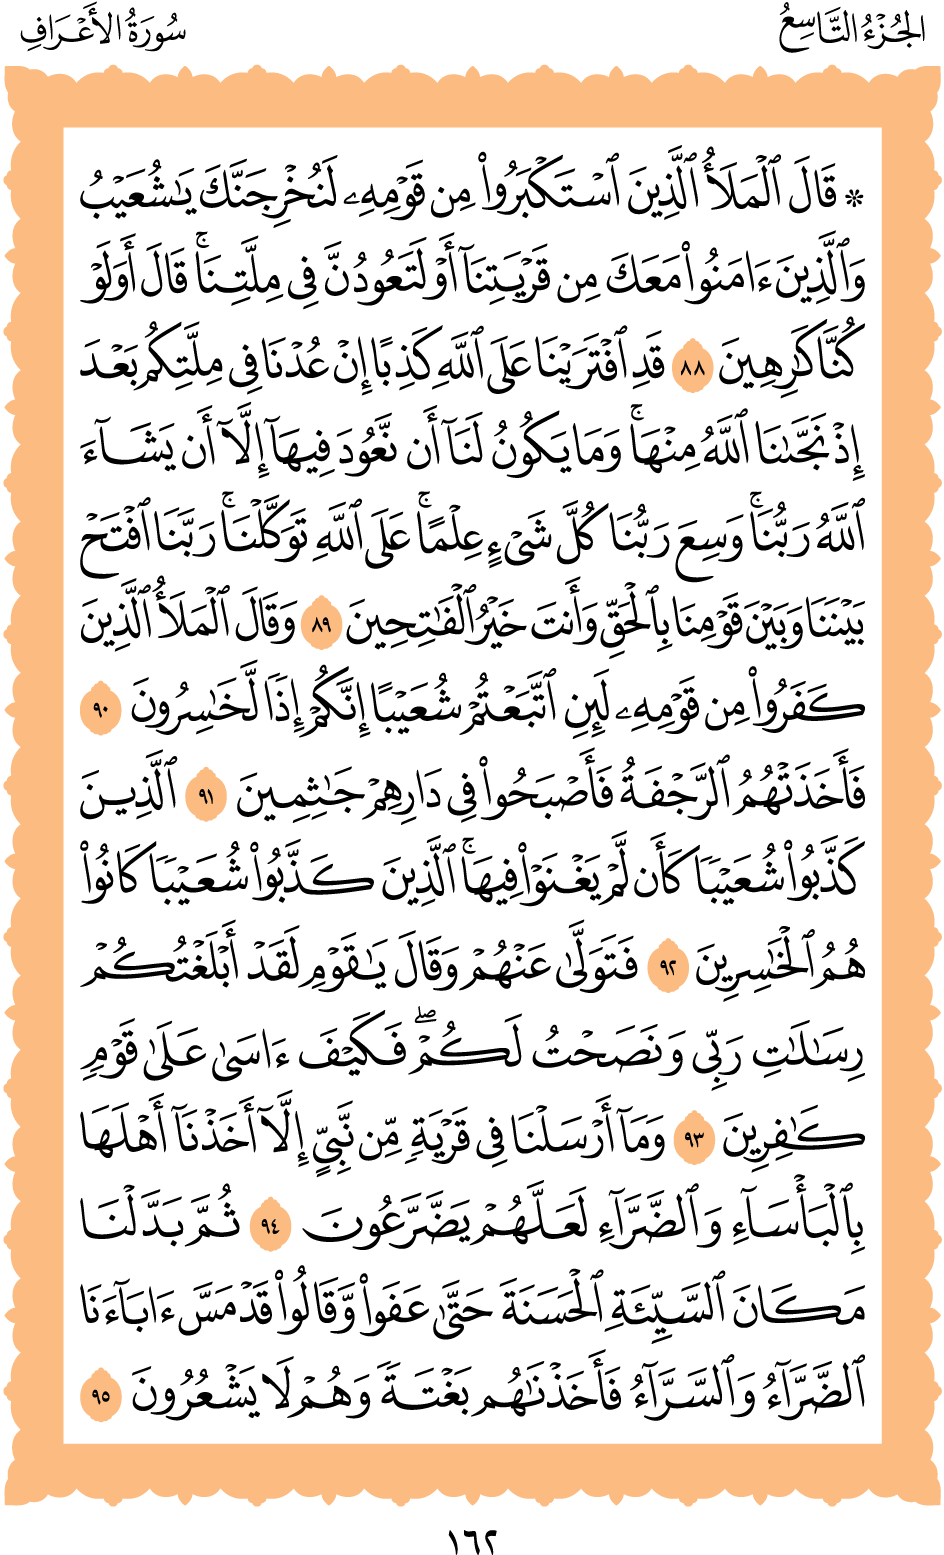 الجُزْءُ التَّاسِعُ
سُورَةُ الأَعْرَافِ
۞ قَالَ ٱلْمَلَأُ ٱلَّذِينَ ٱسْتَكْبَرُوا۟ مِن قَوْمِهِۦ لَنُخْرِجَنَّكَ يَـٰشُعَيْبُ
وَٱلَّذِينَ ءَامَنُوا۟ مَعَكَ مِن قَرْيَتِنَآ أَوْ لَتَعُودُنَّ فِى مِلَّتِنَا ۚ قَالَ أَوَلَوْ
كُنَّا كَـٰرِهِينَ ٨٨ قَدِ ٱفْتَرَيْنَا عَلَى ٱللَّهِ كَذِبًا إِنْ عُدْنَا فِى مِلَّتِكُم بَعْدَ
إِذْ نَجَّىٰنَا ٱللَّهُ مِنْهَا ۚ وَمَا يَكُونُ لَنَآ أَن نَّعُودَ فِيهَآ إِلَّآ أَن يَشَآءَ
ٱللَّهُ رَبُّنَا ۚ وَسِعَ رَبُّنَا كُلَّ شَىْءٍ عِلْمًا ۚ عَلَى ٱللَّهِ تَوَكَّلْنَا ۚ رَبَّنَا ٱفْتَحْ
بَيْنَنَا وَبَيْنَ قَوْمِنَا بِٱلْحَقِّ وَأَنتَ خَيْرُ ٱلْفَـٰتِحِينَ ٨٩ وَقَالَ ٱلْمَلَأُ ٱلَّذِينَ
كَفَرُوا۟ مِن قَوْمِهِۦ لَئِنِ ٱتَّبَعْتُمْ شُعَيْبًا إِنَّكُمْ إِذًا لَّخَـٰسِرُونَ ٩٠
فَأَخَذَتْهُمُ ٱلرَّجْفَةُ فَأَصْبَحُوا۟ فِى دَارِهِمْ جَـٰثِمِينَ ٩١ ٱلَّذِينَ
كَذَّبُوا۟ شُعَيْبًا كَأَن لَّمْ يَغْنَوْا۟ فِيهَا ۚ ٱلَّذِينَ كَذَّبُوا۟ شُعَيْبًا كَانُوا۟
هُمُ ٱلْخَـٰسِرِينَ ٩٢ فَتَوَلَّىٰ عَنْهُمْ وَقَالَ يَـٰقَوْمِ لَقَدْ أَبْلَغْتُكُمْ
رِسَـٰلَـٰتِ رَبِّى وَنَصَحْتُ لَكُمْ ۖ فَكَيْفَ ءَاسَىٰ عَلَىٰ قَوْمٍ
كَـٰفِرِينَ ٩٣ وَمَآ أَرْسَلْنَا فِى قَرْيَةٍ مِّن نَّبِىٍّ إِلَّآ أَخَذْنَآ أَهْلَهَا
بِٱلْبَأْسَآءِ وَٱلضَّرَّآءِ لَعَلَّهُمْ يَضَّرَّعُونَ ٩٤ ثُمَّ بَدَّلْنَا
مَكَانَ ٱلسَّيِّئَةِ ٱلْحَسَنَةَ حَتَّىٰ عَفَوا۟ وَّقَالُوا۟ قَدْ مَسَّ ءَابَآءَنَا
ٱلضَّرَّآءُ وَٱلسَّرَّآءُ فَأَخَذْنَـٰهُم بَغْتَةً وَهُمْ لَا يَشْعُرُونَ ٩٥
١٦٢